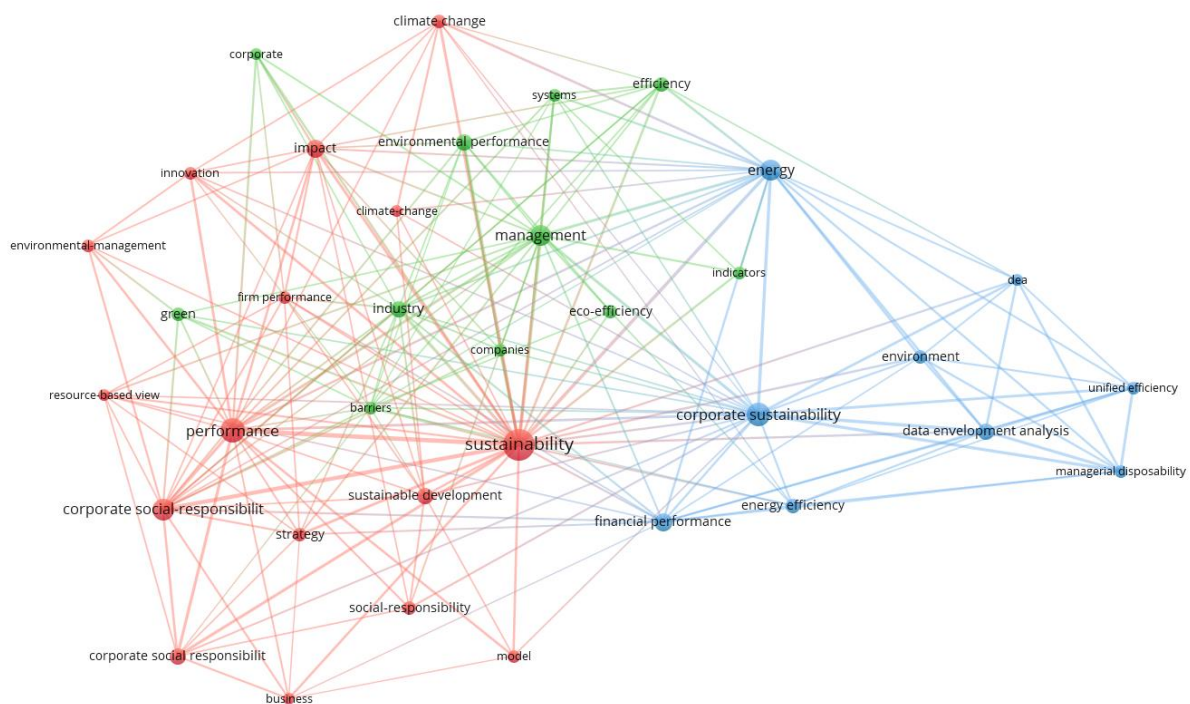 climate change
corporate
efficiency
systems
environmental performance
impact
energy
innovation
climate-change
management
environmental-management
indicators
dea
firm performance
industry
eco-efficiency
green
companies
environment
unified efficiency
resource-based view
barriers
corporate sustainability
performance
data envelopment analysis
sustainability
managerial disposability
sustainable development
energy efficiency
corporate social-responsibilit
financial performance
strategy
social-responsibility
corporate social responsibilit
model
business